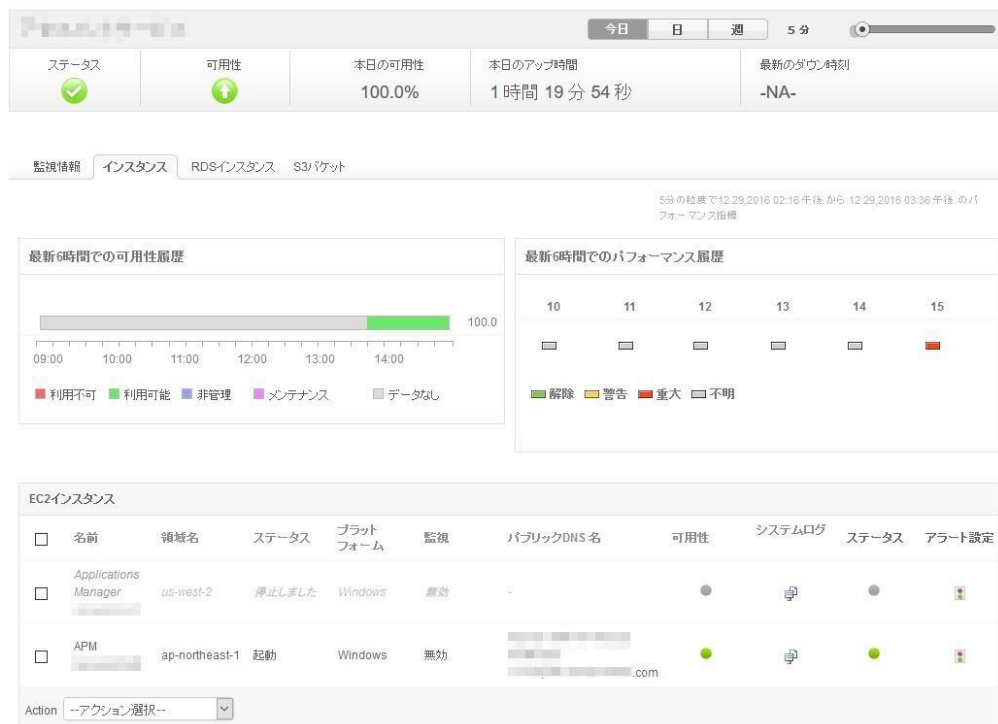 今日 日 週 5 分
ステータス 可用性 本日の可用性 本日のアップ時間 最新のダウン時刻
100.0% 1 時間 19 分 54 秒 -NA-
監視情報 インスタンス RDSインスタンス S3バケット
5分の粒度で12 29,2016 02:16 午後 から 12 29,2016 03:36 午後 のパ
フォーマンス指標
最新6時間での可用性履歴
100.0
09:00 10:00 11:00 12:00 13:00 14:00
利用不可 利用可能 非管理 メンテナンス データなし
最新6時間でのパフォーマンス履歴
10 11 12 13 14 15
解除 警告 重大 不明
EC2インスタンス
名前 領域名 ステータス プラットフォーム 監視 パブリックDNS 名 可用性 システムログ ステータス アラート設定
Applications
Manager us-west-2 停止しました Windows 無効 -
APM
ap-northeast-1 起動 Windows 無効
.com
Action --アクション選択--